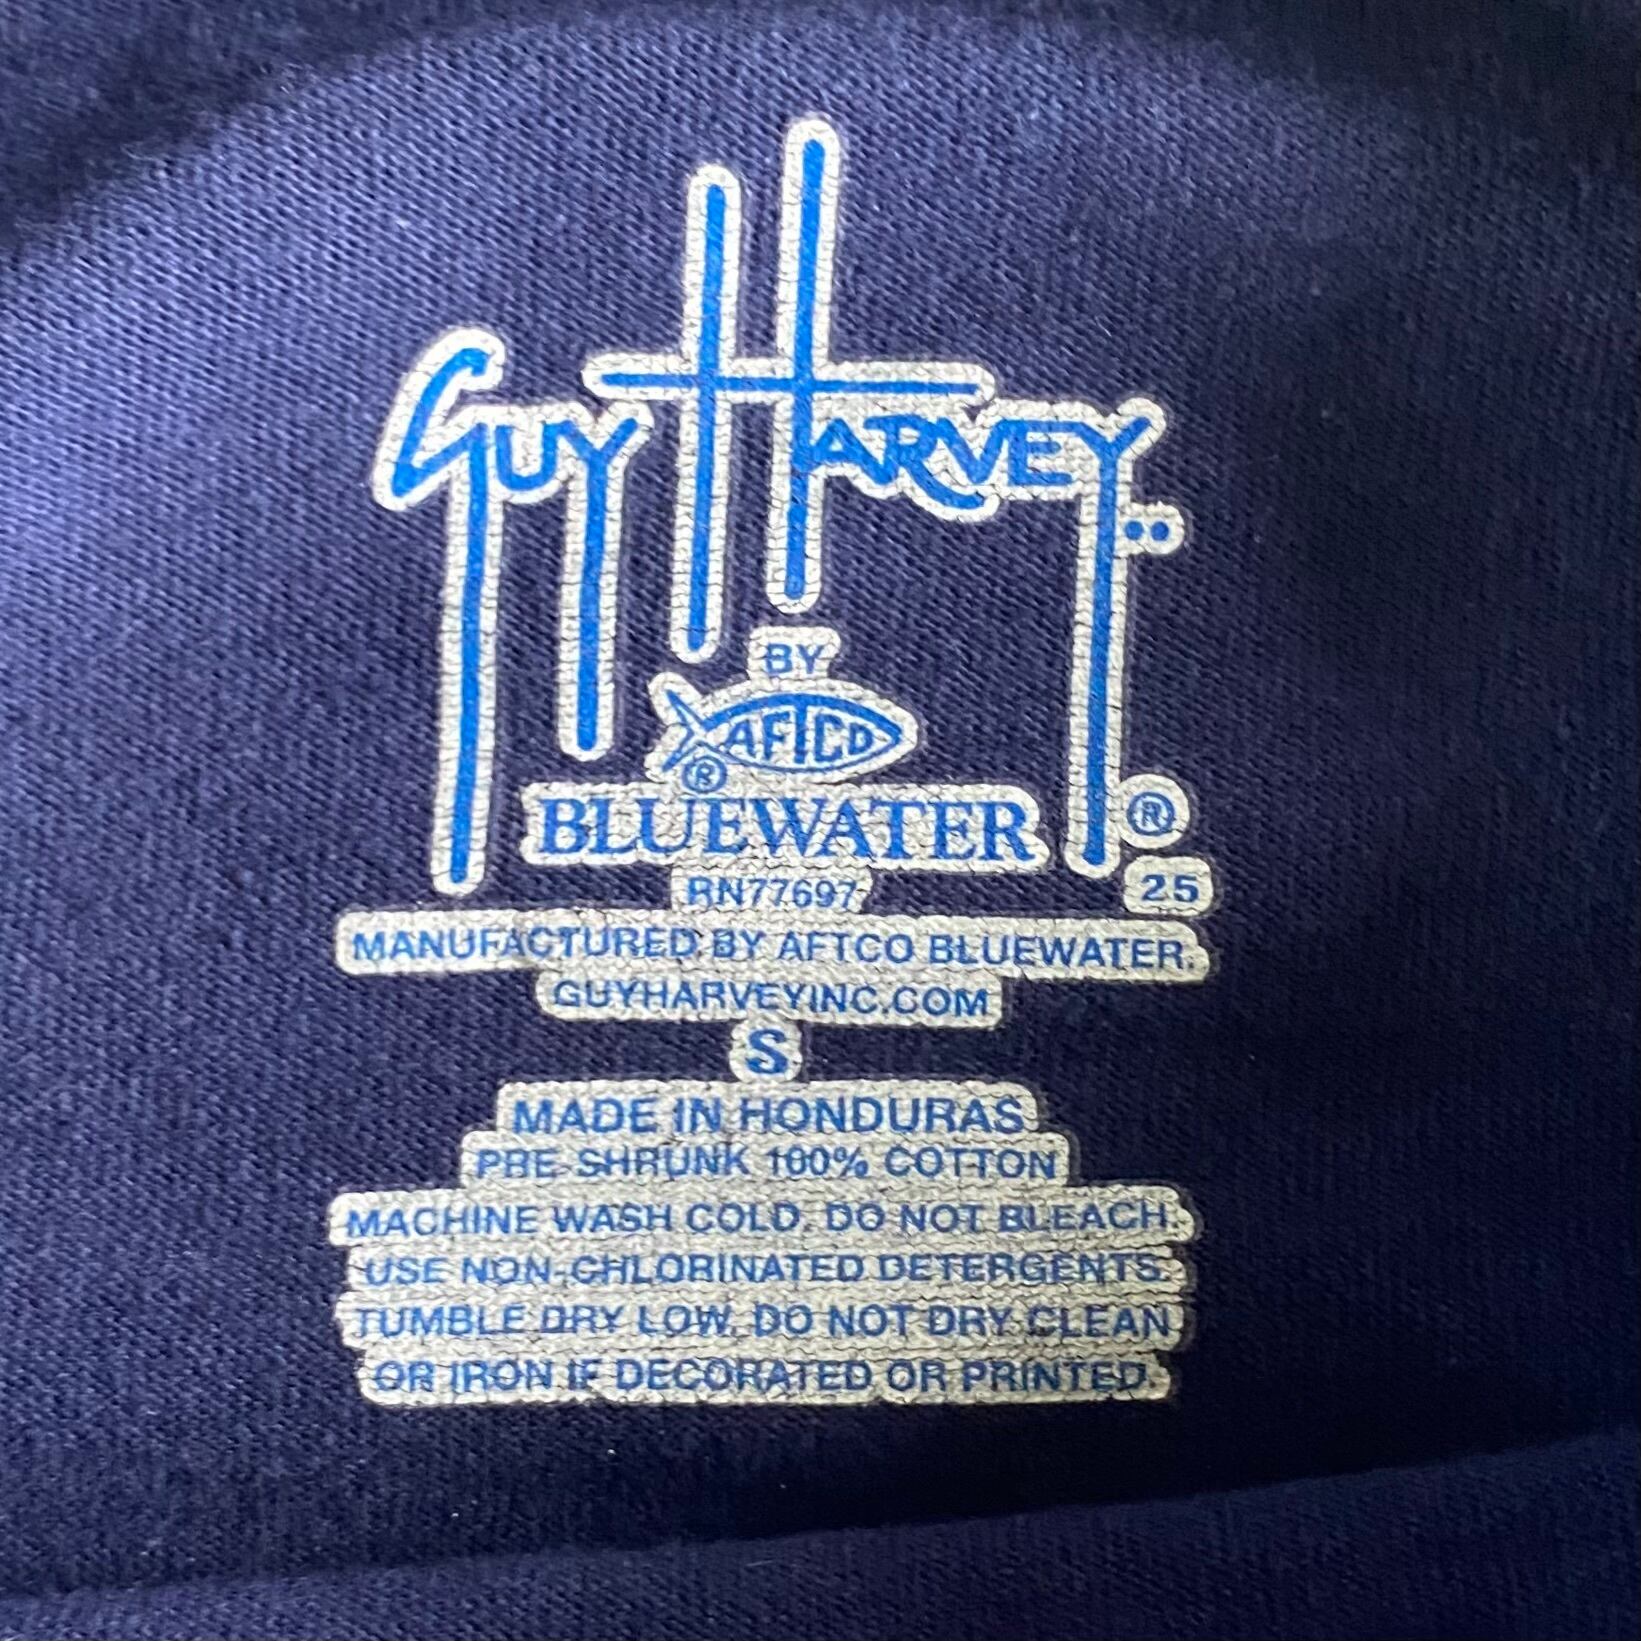 GUY HARVEY..
BY
AFTCO
®
BLUEWATER ®
RN77697 25
MANUFACTURED BY AFTCO BLUEWATER.
GUYHARVEYINC.COM
S
MADE IN HONDURAS
PRE-SHRUNK 100% COTTON
MACHINE WASH COLD. DO NOT BLEACH.
USE NON-CHLORINATED DETERGENTS.
TUMBLE DRY LOW. DO NOT DRY CLEAN
OR IRON IF DECORATED OR PRINTED.